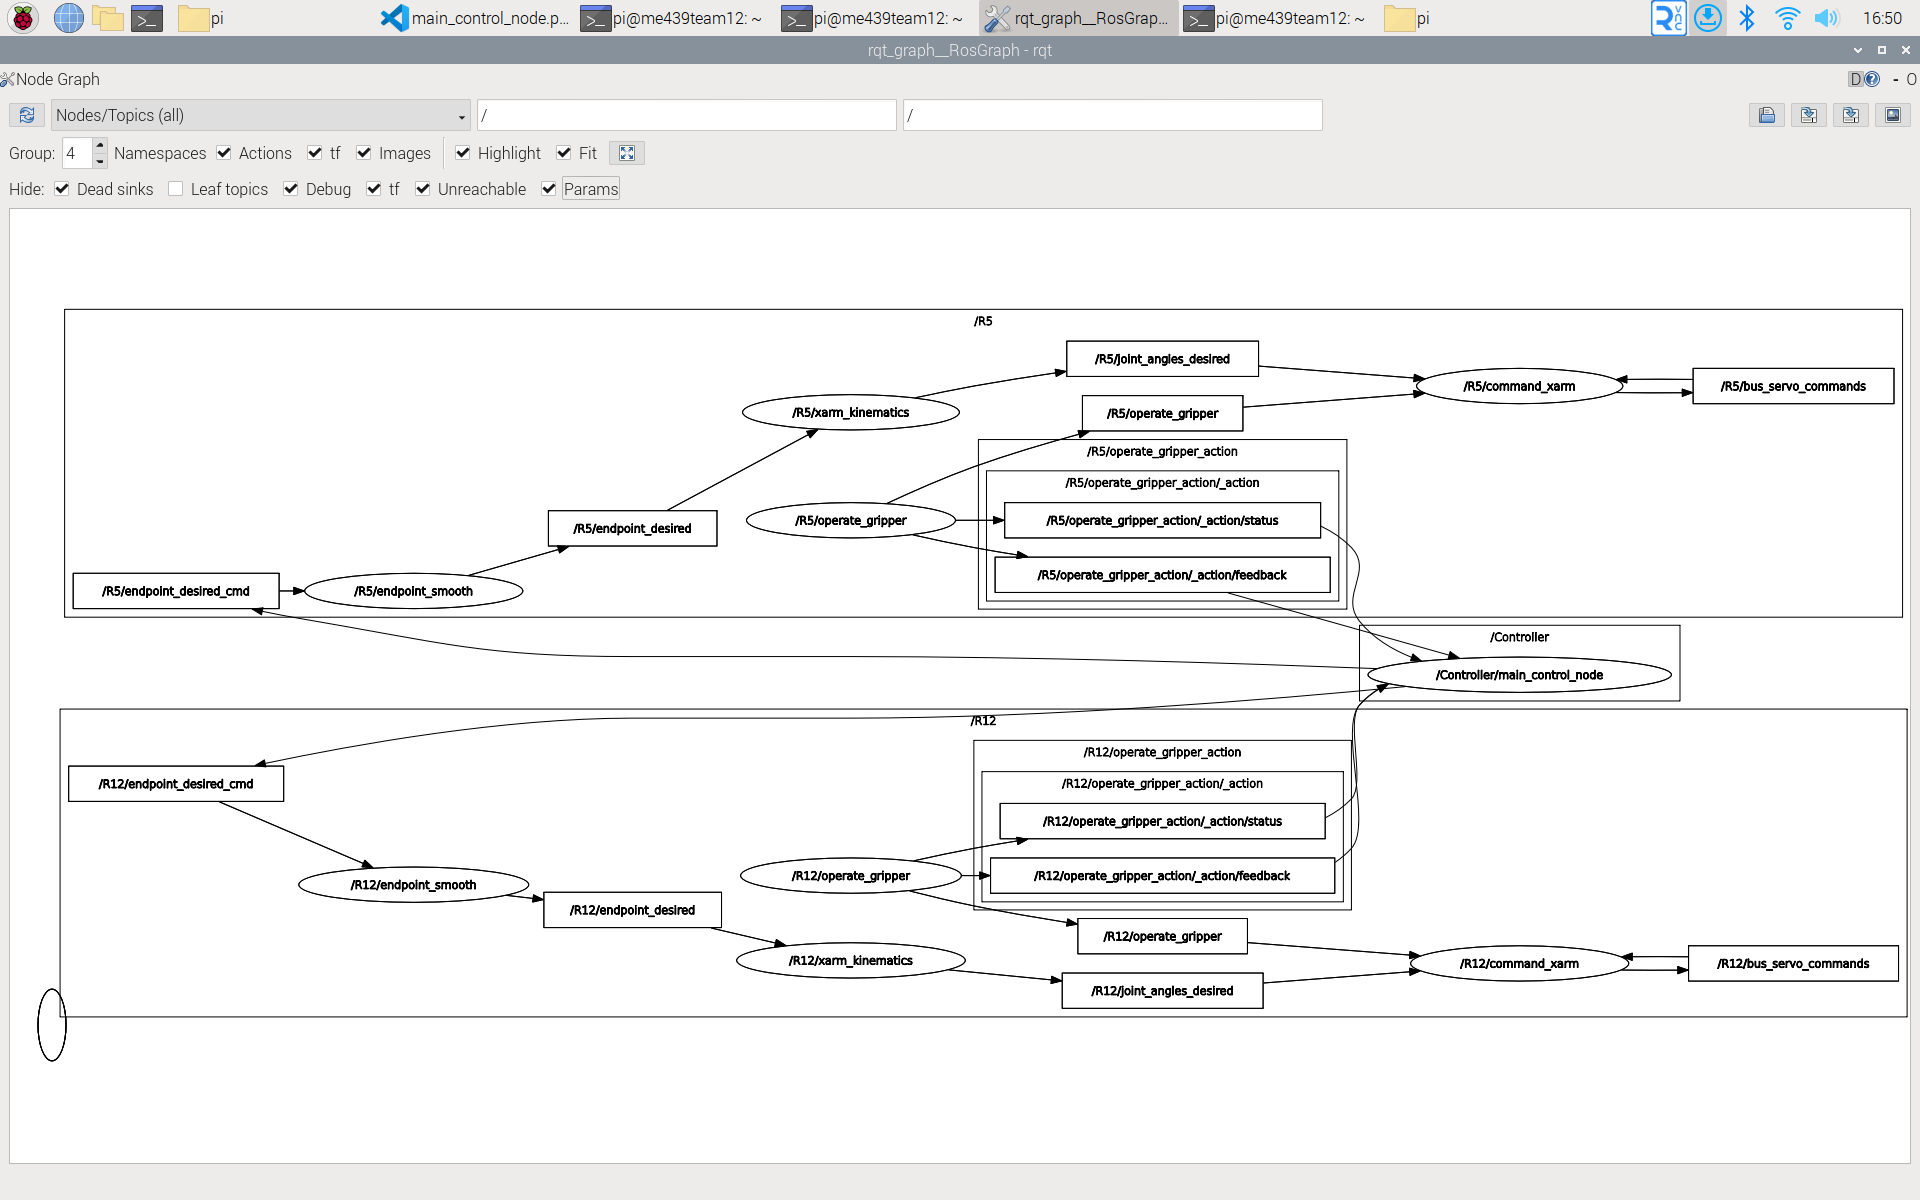 pi
main_control_node.p...
pi@me439team12: ~
pi@me439team12: ~
rqt_graph__RosGrap...
pi@me439team12: ~
pi
16:50
rqt_graph__RosGraph - rqt
Node Graph
D
- O
Nodes/Topics (all)
/
/
Group: 4 Namespaces Actions tf Images Highlight Fit
Hide: Dead sinks Leaf topics Debug tf Unreachable Params
/R5
/R5/joint_angles_desired
/R5/command_xarm
/R5/bus_servo_commands
/R5/xarm_kinematics
/R5/operate_gripper
/R5/operate_gripper_action
/R5/operate_gripper_action/_action
/R5/operate_gripper
/R5/operate_gripper_action/_action/status
/R5/endpoint_desired
/R5/operate_gripper_action/_action/feedback
/R5/endpoint_desired_cmd
/R5/endpoint_smooth
/Controller
/Controller/main_control_node
/R12
/R12/operate_gripper_action
/R12/endpoint_desired_cmd
/R12/operate_gripper_action/_action
/R12/operate_gripper_action/_action/status
/R12/endpoint_smooth
/R12/operate_gripper
/R12/operate_gripper_action/_action/feedback
/R12/endpoint_desired
/R12/operate_gripper
/R12/xarm_kinematics
/R12/command_xarm
/R12/bus_servo_commands
/R12/joint_angles_desired